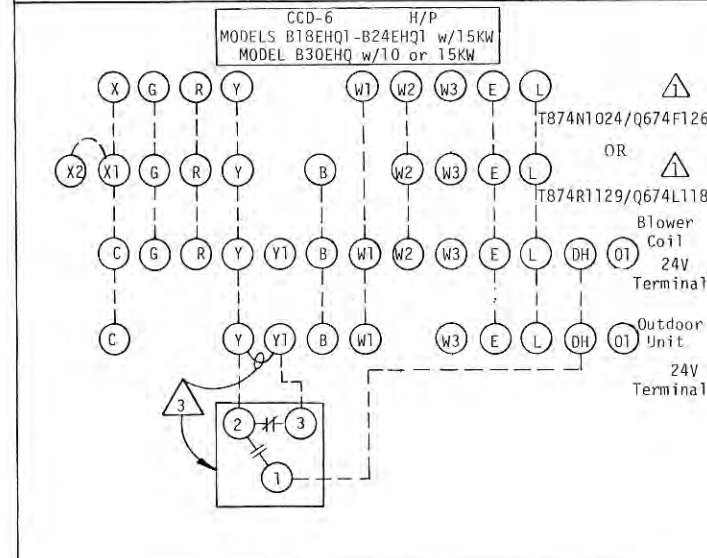 CCD-6 H/P
MODELS B18EHQ1-B24EHQ1 w/15KW
MODEL B30EHQ w/10 or 15KW
X G R Y W1 W2 W3 E L 1
T874N1024/Q674F126
OR
X2 X1 G R Y B W2 W3 E L 1
T874R1129/Q674L118
Blower
Coil
C G R Y Y1 B W1 W2 W3 E L DH O1
24V
Terminal
Outdoor
C Y Y1 B W1 W3 E L DH O1 Unit
24V
Terminal
3
2 3
1